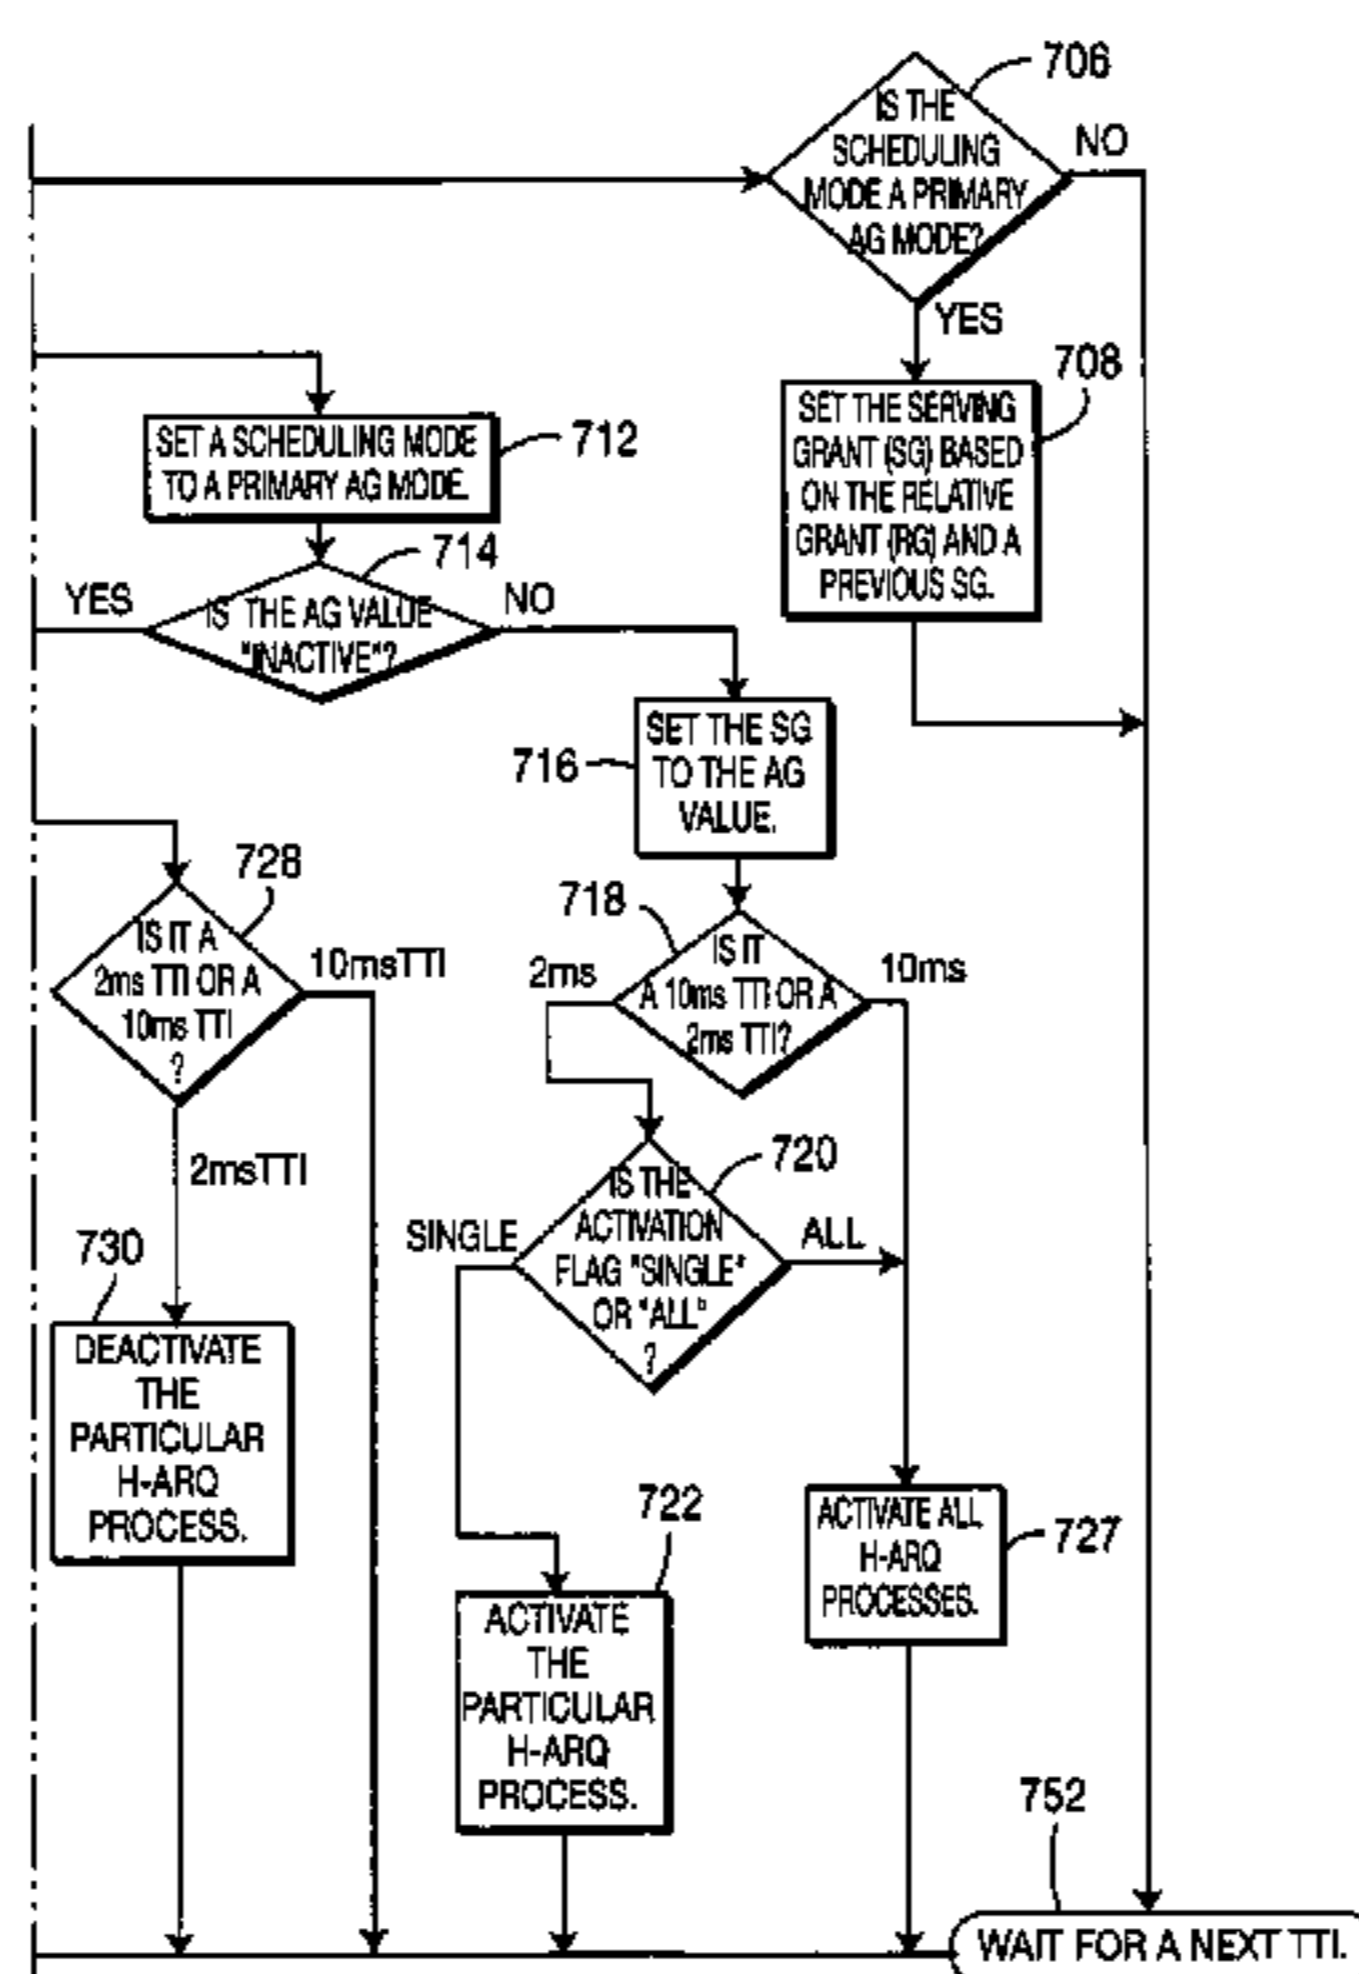 706
IS THE
SCHEDULING
MODE A PRIMARY
AG MODE?
NO
YES
708
SET THE SERVING
GRANT (SG) BASED
ON THE RELATIVE
GRANT (RG) AND A
PREVIOUS SG.
SET A SCHEDULING MODE
TO A PRIMARY AG MODE.
712
714
YES
IS THE AG VALUE
"INACTIVE"?
NO
716
SET THE SG
TO THE AG
VALUE.
728
IS IT A
2ms TTI OR A
10ms TTI
?
10msTTI
2msTTI
718
2ms
IS IT
A 10ms TTI OR A
2ms TTI?
10ms
720
SINGLE
IS THE
ACTIVATION
FLAG "SINGLE"
OR "ALL"
?
ALL
730
DEACTIVATE
THE
PARTICULAR
H-ARQ
PROCESS.
722
ACTIVATE
THE
PARTICULAR
H-ARQ
PROCESS.
ACTIVATE ALL
H-ARQ
PROCESSES.
727
752
WAIT FOR A NEXT TTI.